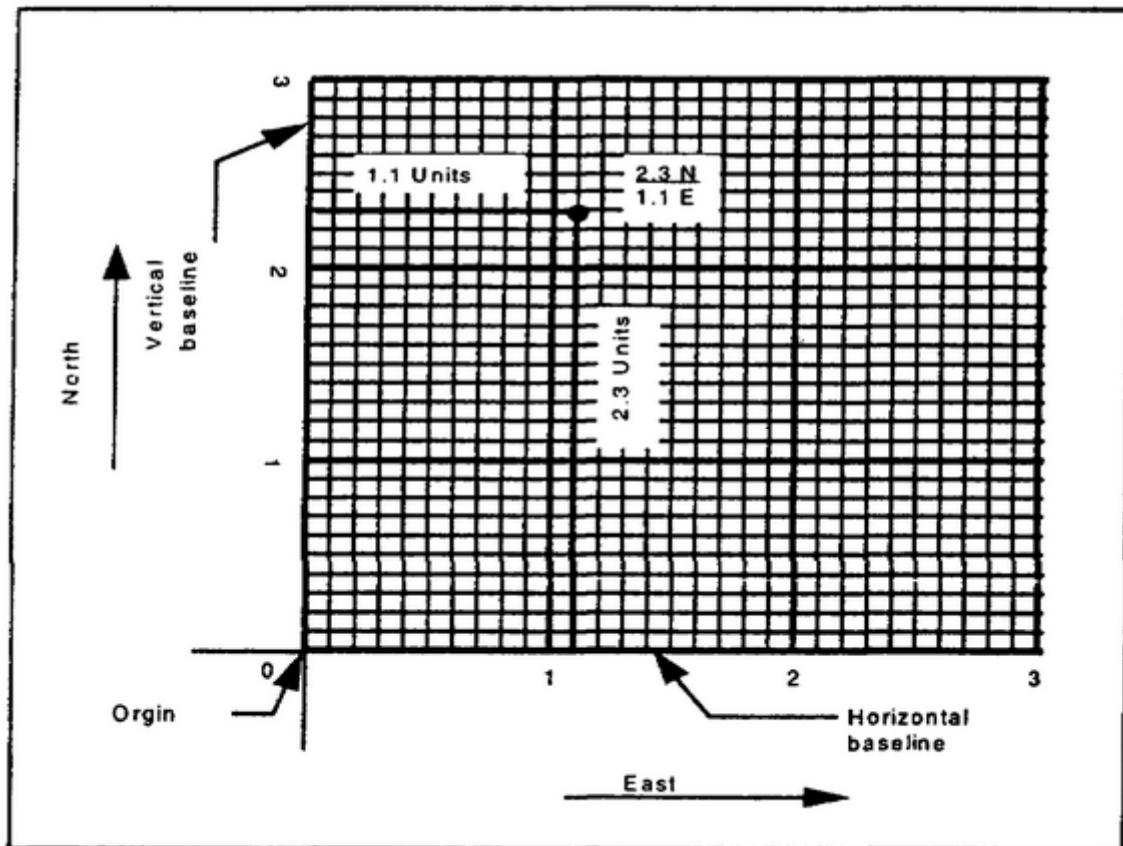 3
1.1 Units
2.3 N
1.1 E
2
Vertical
baseline
North
2.3 Units
1
0
1
2
3
Orgin
Horizontal
baseline
East